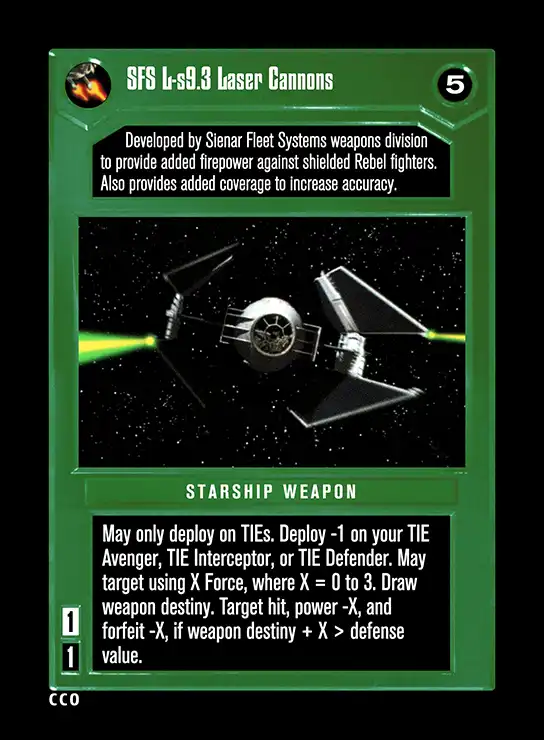 SFS L-s9.3 Laser Cannons
5
Developed by Sienar Fleet Systems weapons division
to provide added firepower against shielded Rebel fighters.
Also provides added coverage to increase accuracy.
STARSHIP WEAPON
May only deploy on TIEs. Deploy -1 on your TIE
Avenger, TIE Interceptor, or TIE Defender. May
target using X Force, where X = 0 to 3. Draw
weapon destiny. Target hit, power -X, and
forfeit -X, if weapon destiny + X > defense
value.
1
1
CCO